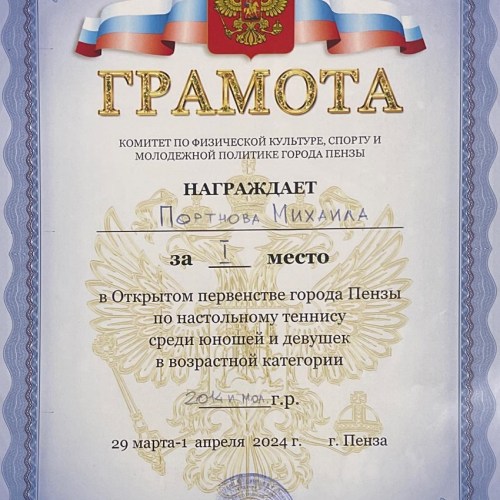 ГРАМОТА
КОМИТЕТ ПО ФИЗИЧЕСКОЙ КУЛЬТУРЕ, СПОРТУ И
МОЛОДЕЖНОЙ ПОЛИТИКЕ ГОРОДА ПЕНЗЫ
НАГРАЖДАЕТ
ПОРТНОВА МИХАИЛА
за I место
в Открытом первенстве города Пензы
по настольному теннису
среди юношей и девушек
в возрастной категории
2014 и мол. г.р.
29 марта-1 апреля 2024 г. г. Пенза